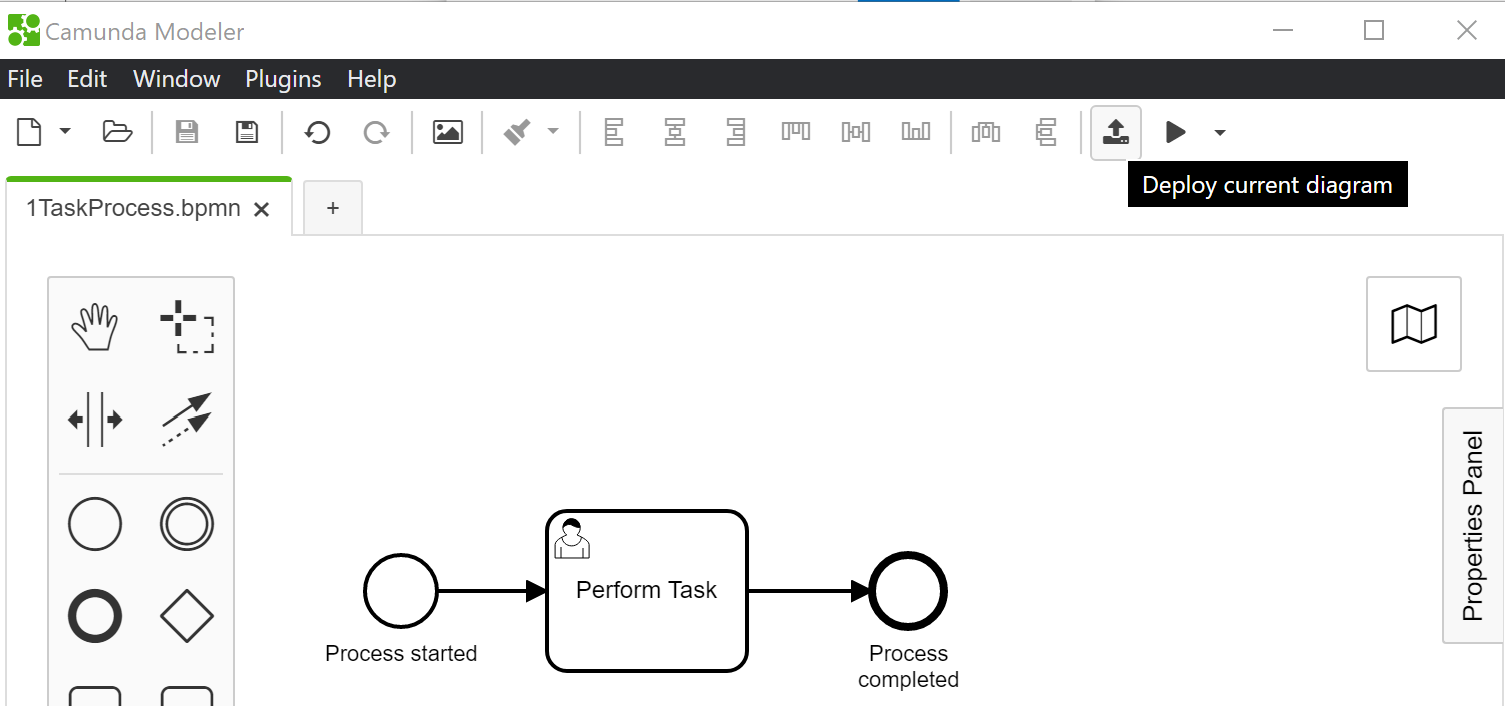 Camunda Modeler
File Edit Window Plugins Help
Deploy current diagram
1TaskProcess.bpmn
+
Properties Panel
Perform Task
Process started
Process
completed